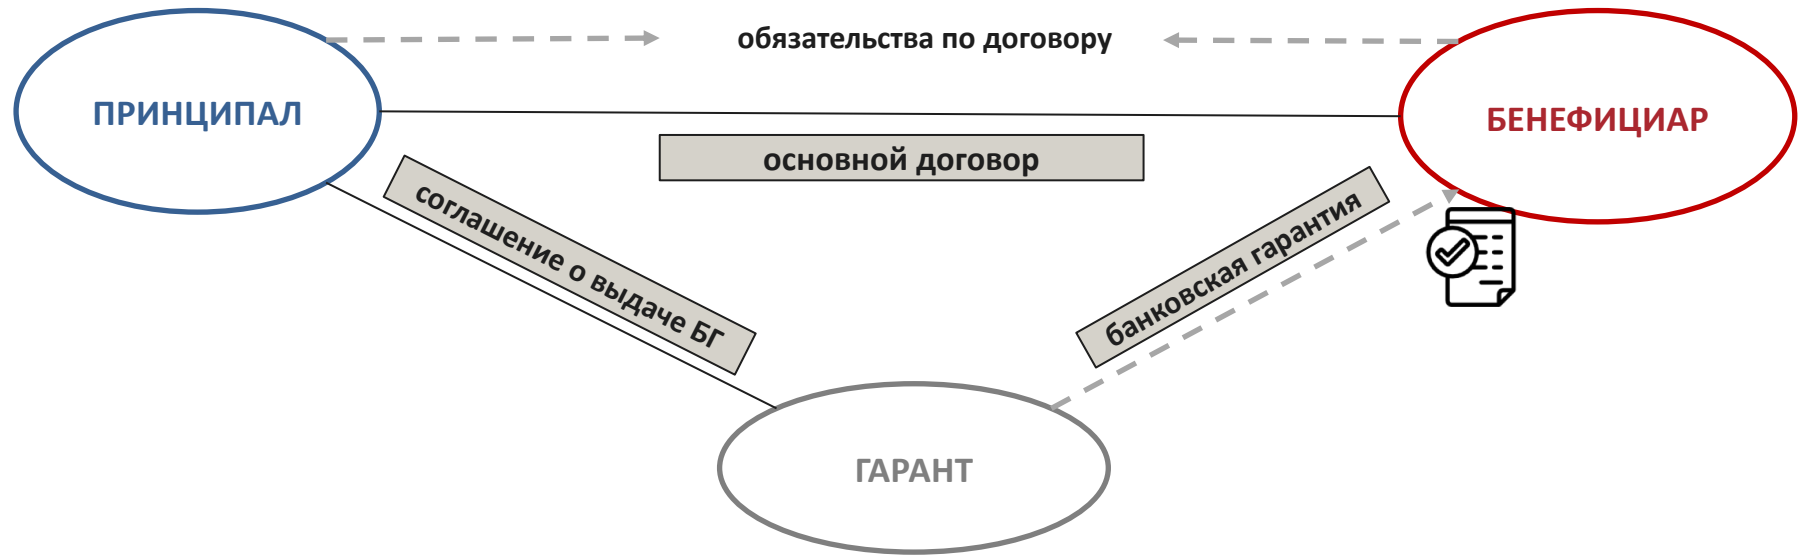 обязательства по договору
ПРИНЦИПАЛ
БЕНЕФИЦИАР
основной договор
соглашение о выдаче БГ
банковская гарантия
ГАРАНТ